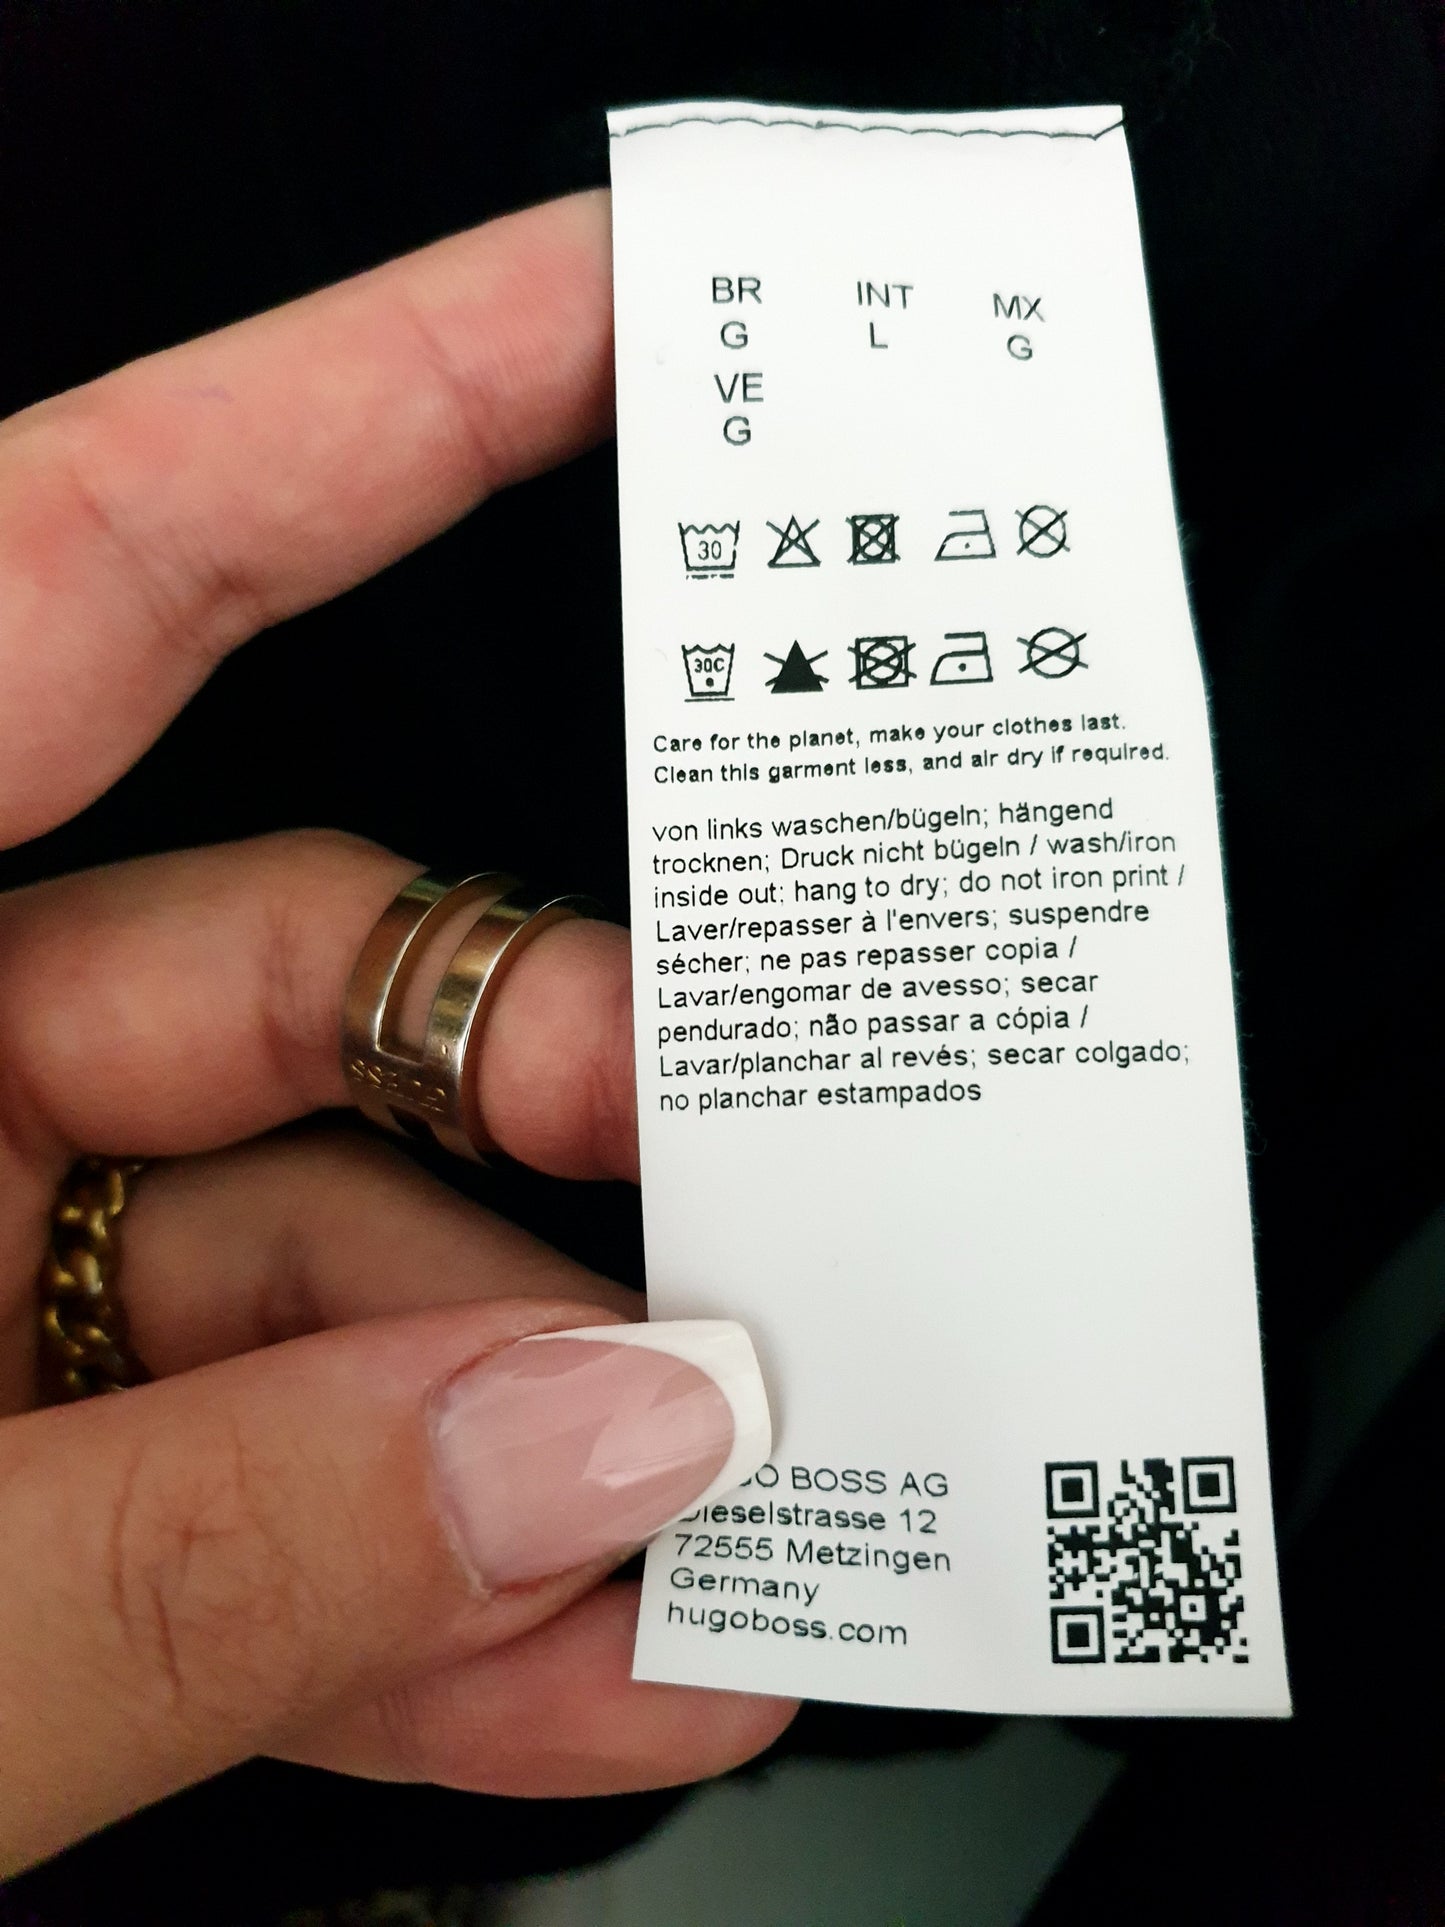 BR INT MX
G L G
VE
G
30
30C
Care for the planet, make your clothes last.
Clean this garment less, and air dry if required.
von links waschen/bügeln; hängend
trocknen; Druck nicht bügeln / wash/iron
inside out; hang to dry; do not iron print /
Laver/repasser à l'envers; suspendre
sécher; ne pas repasser copia /
Lavar/engomar de avesso; secar
pendurado; não passar a cópia /
Lavar/planchar al revés; secar colgado;
no planchar estampados
BOSS AG
Dieselstrasse 12
72555 Metzingen
Germany
hugoboss.com